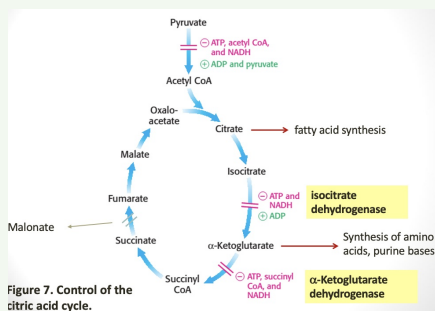 Pyruvate
⊖ ATP, acetyl CoA,
and NADH
⊕ ADP and pyruvate
Acetyl CoA
Oxalo-
acetate
Citrate
fatty acid synthesis
Malate
Isocitrate
⊖ ATP and
NADH
⊕ ADP
isocitrate
dehydrogenase
Fumarate
Malonate
Succinate
α-Ketoglutarate
Synthesis of amino
acids, purine bases
Succinyl
CoA
⊖ ATP, succinyl
CoA, and
NADH
α-Ketoglutarate
dehydrogenase
Figure 7. Control of the
citric acid cycle.